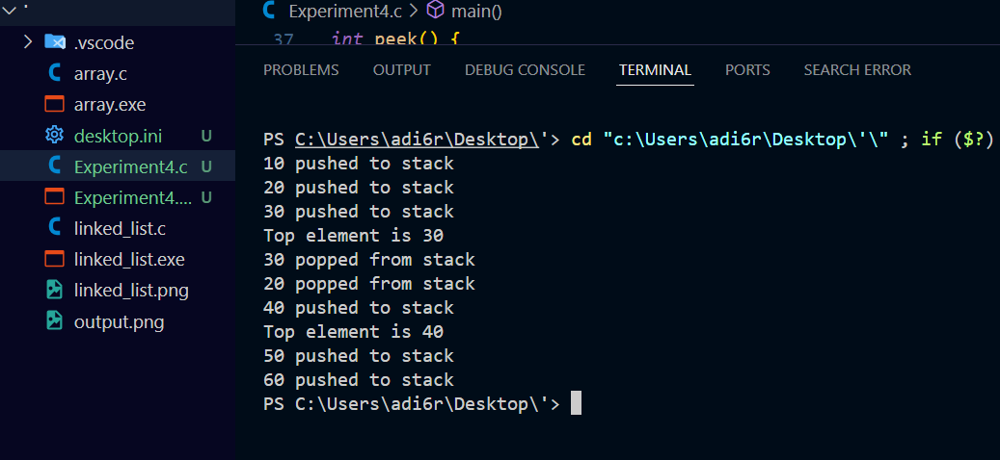 .vscode
array.c
array.exe
desktop.ini U
Experiment4.c U
Experiment4.... U
linked_list.c
linked_list.exe
linked_list.png
output.png
Experiment4.c > main()
37 int peek() {
PROBLEMS OUTPUT DEBUG CONSOLE TERMINAL PORTS SEARCH ERROR
PS C:\Users\adi6r\Desktop\'> cd "c:\Users\adi6r\Desktop\'\" ; if ($?)
10 pushed to stack
20 pushed to stack
30 pushed to stack
Top element is 30
30 popped from stack
20 popped from stack
40 pushed to stack
Top element is 40
50 pushed to stack
60 pushed to stack
PS C:\Users\adi6r\Desktop\'>